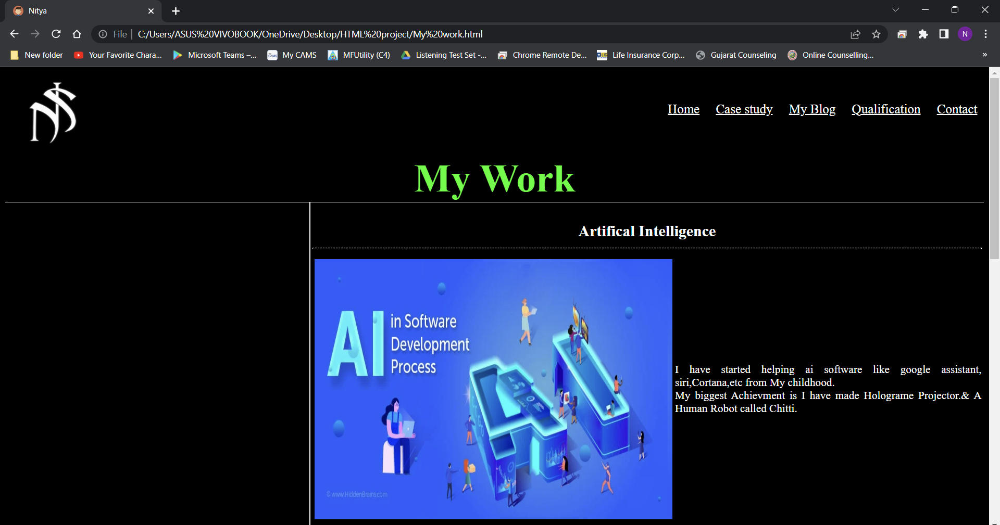 Nitya
File
C:/Users/ASUS%20VIVOBOOK/OneDrive/Desktop/HTML%20project/My%20work.html
N
New folder
Your Favorite Chara...
Microsoft Teams –...
My CAMS
MFUtility (C4)
Listening Test Set -...
Chrome Remote De...
Life Insurance Corp...
Gujarat Counseling
Online Counselling...
»
Home
Case study
My Blog
Qualification
Contact
My Work
Artifical Intelligence
AI
in Software
Development
Process
© www.HiddenBrains.com
I have started helping ai software like google assistant,
siri,Cortana,etc from My childhood.
My biggest Achievment is I have made Holograme Projector.& A
Human Robot called Chitti.